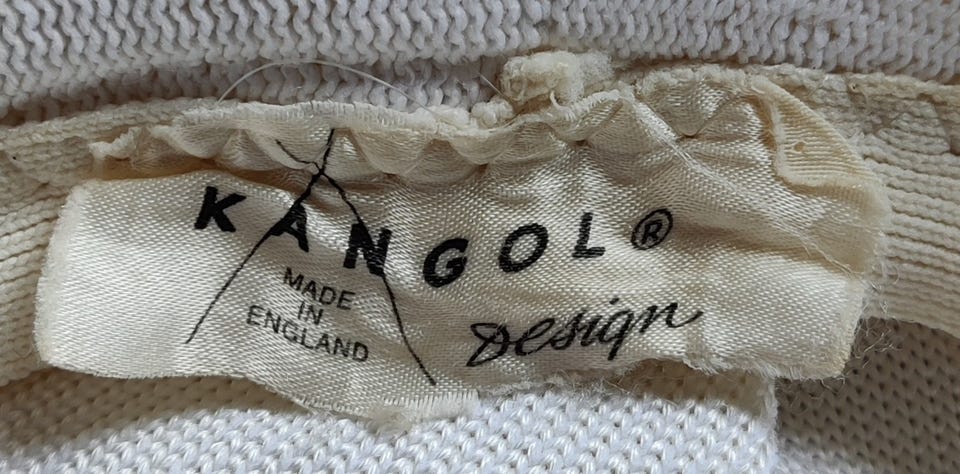 KANGOL®
MADE
IN
ENGLAND
Design